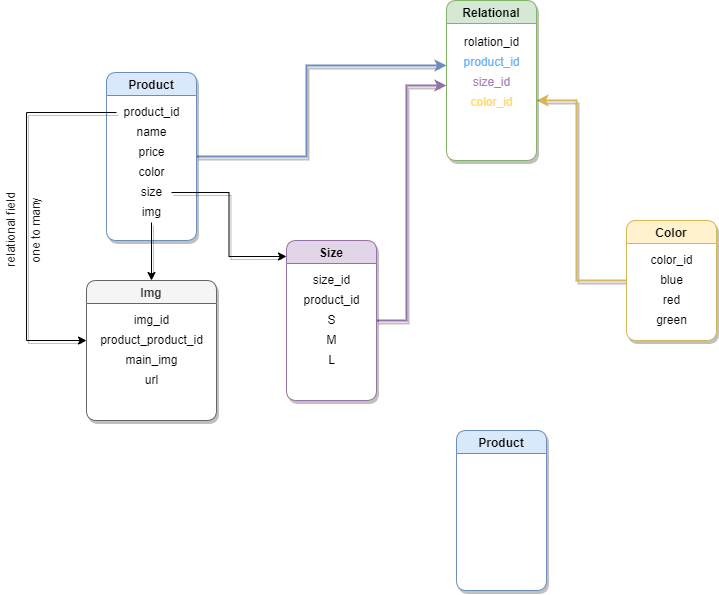 Relational
rolation_id
product_id
size_id
color_id
Product
product_id
name
price
color
size
img
relational field
one to many
Size
size_id
product_id
S
M
L
Color
color_id
blue
red
green
Img
img_id
product_product_id
main_img
url
Product